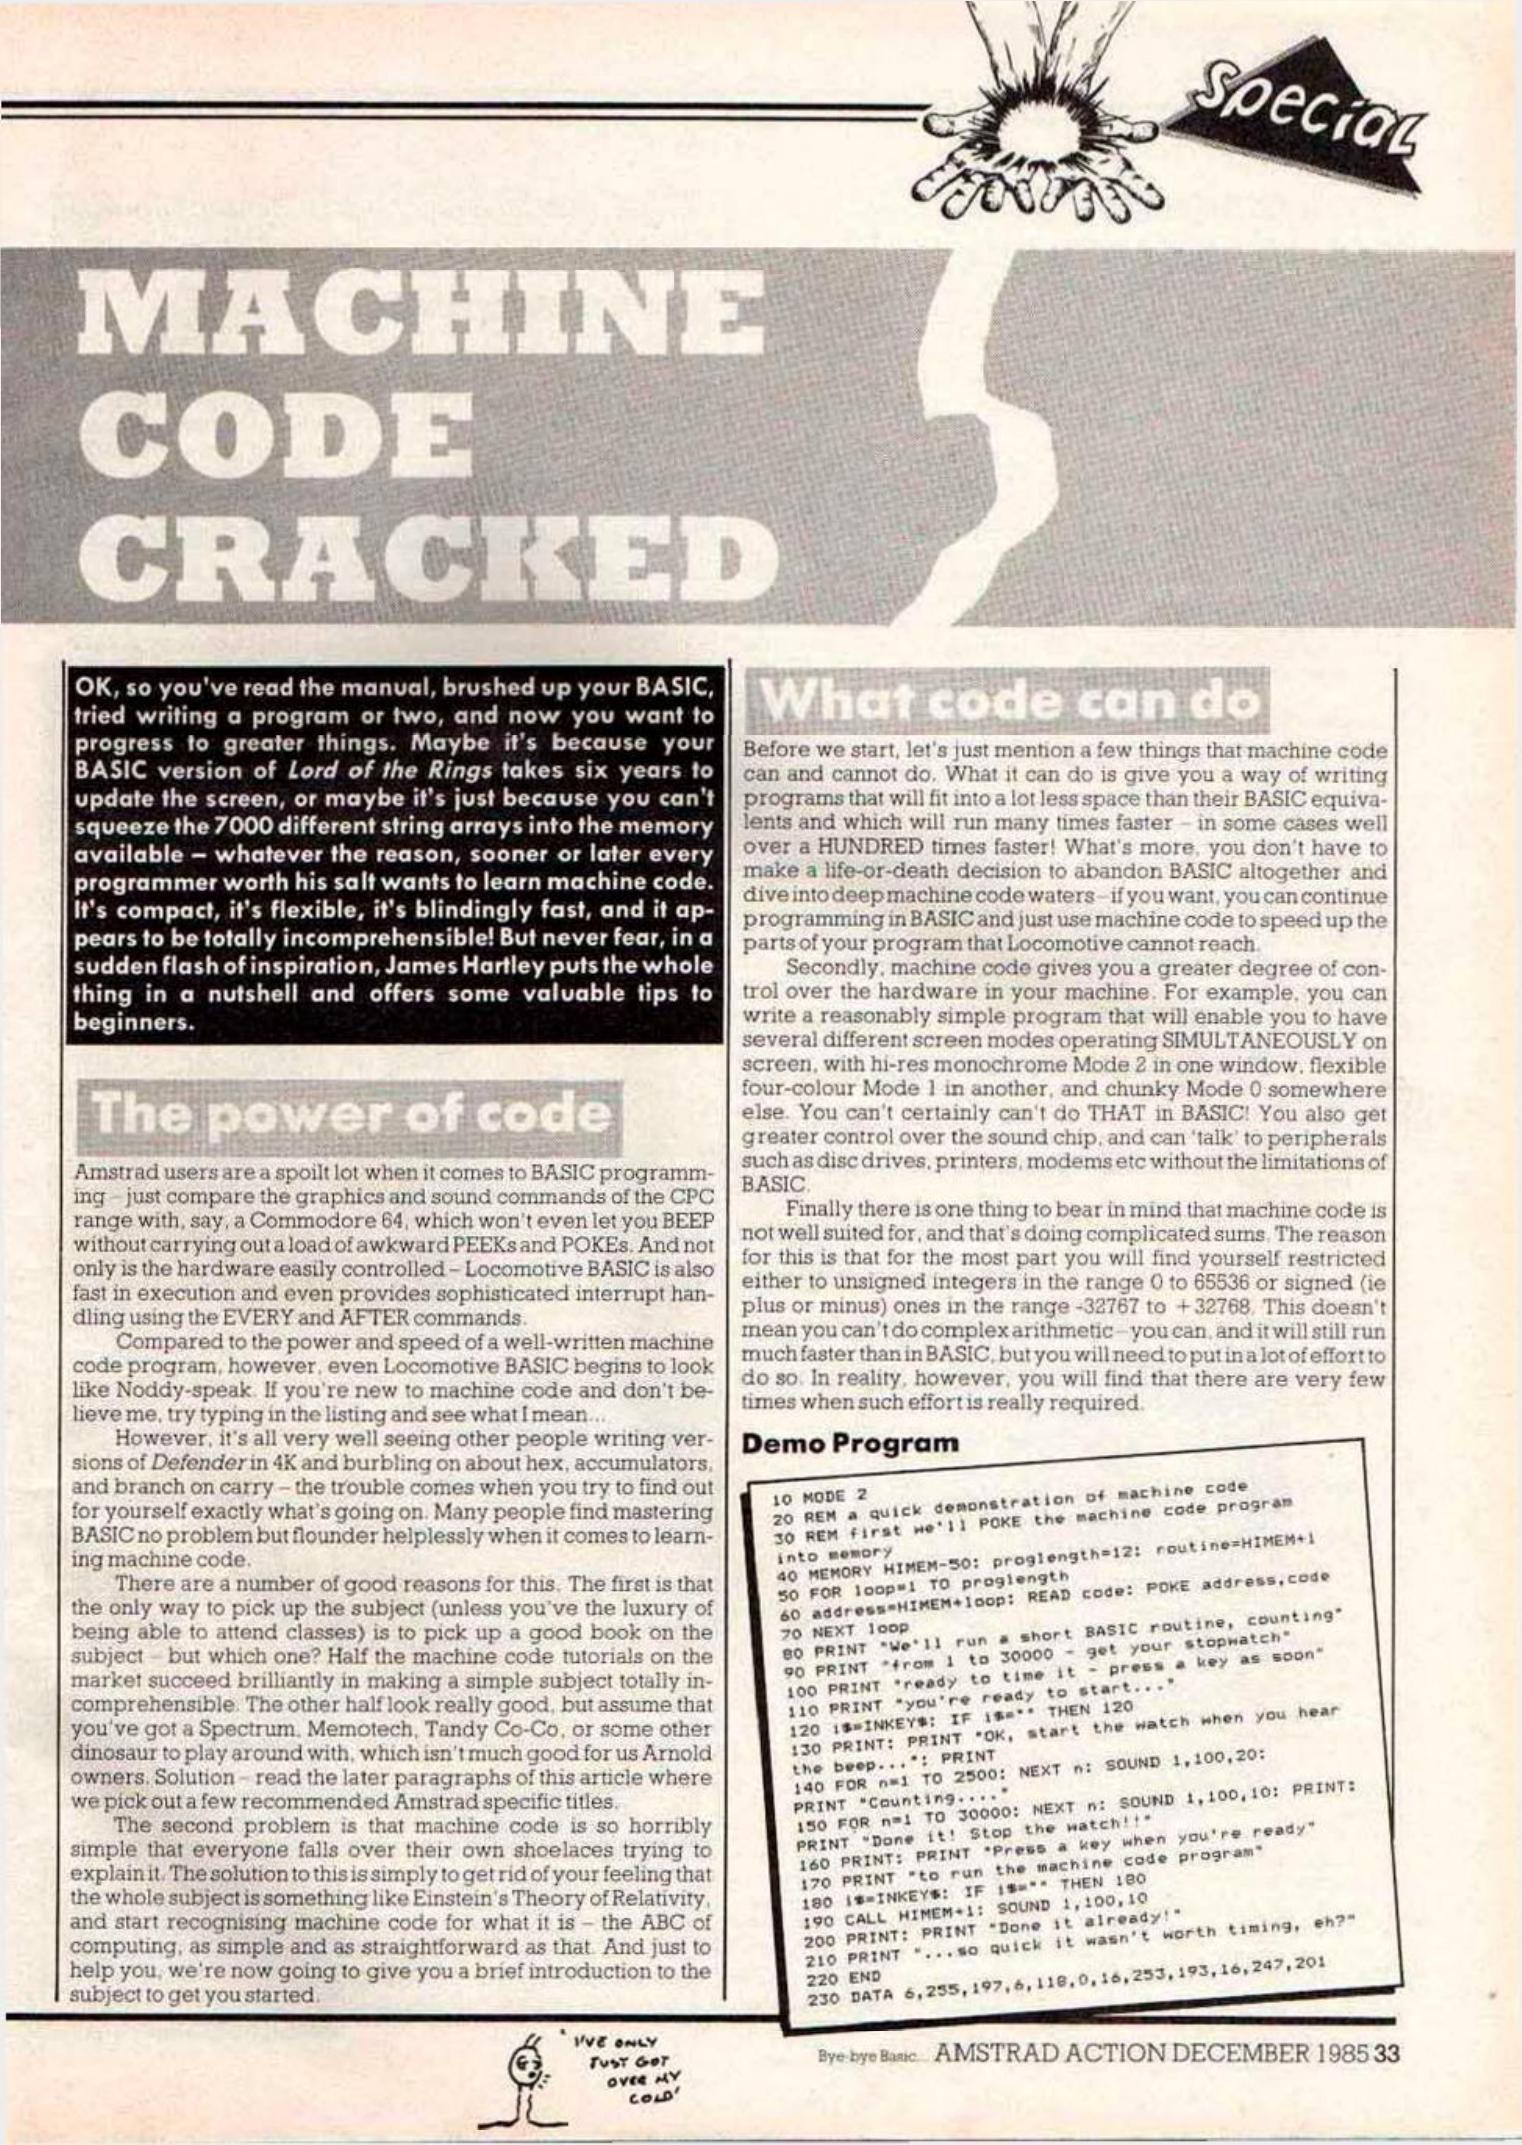 Special
MACHINE
CODE
CRACKED
OK, so you've read the manual, brushed up your BASIC,
tried writing a program or two, and now you want to
progress to greater things. Maybe it's because your
BASIC version of Lord of the Rings takes six years to
update the screen, or maybe it's just because you can't
squeeze the 7000 different string arrays into the memory
available – whatever the reason, sooner or later every
programmer worth his salt wants to learn machine code.
It's compact, it's flexible, it's blindingly fast, and it ap-
pears to be totally incomprehensible! But never fear, in a
sudden flash of inspiration, James Hartley puts the whole
thing in a nutshell and offers some valuable tips to
beginners.
The power of code
Amstrad users are a spoilt lot when it comes to BASIC programm-
ing – just compare the graphics and sound commands of the CPC
range with, say, a Commodore 64, which won't even let you BEEP
without carrying out a load of awkward PEEKs and POKEs. And not
only is the hardware easily controlled – Locomotive BASIC is also
fast in execution and even provides sophisticated interrupt han-
dling using the EVERY and AFTER commands.
Compared to the power and speed of a well-written machine
code program, however, even Locomotive BASIC begins to look
like Noddy-speak. If you're new to machine code and don't be-
lieve me, try typing in the listing and see what I mean...
However, it's all very well seeing other people writing ver-
sions of Defender in 4K and burbling on about hex, accumulators,
and branch on carry – the trouble comes when you try to find out
for yourself exactly what's going on. Many people find mastering
BASIC no problem but flounder helplessly when it comes to learn-
ing machine code.
There are a number of good reasons for this. The first is that
the only way to pick up the subject (unless you've the luxury of
being able to attend classes) is to pick up a good book on the
subject – but which one? Half the machine code tutorials on the
market succeed brilliantly in making a simple subject totally in-
comprehensible. The other half look really good, but assume that
you've got a Spectrum, Memotech, Tandy Co-Co, or some other
dinosaur to play around with, which isn't much good for us Arnold
owners. Solution – read the later paragraphs of this article where
we pick out a few recommended Amstrad specific titles.
The second problem is that machine code is so horribly
simple that everyone falls over their own shoelaces trying to
explain it. The solution to this is simply to get rid of your feeling that
the whole subject is something like Einstein's Theory of Relativity,
and start recognising machine code for what it is – the ABC of
computing, as simple and as straightforward as that. And just to
help you, we're now going to give you a brief introduction to the
subject to get you started.
What code can do
Before we start, let's just mention a few things that machine code
can and cannot do. What it can do is give you a way of writing
programs that will fit into a lot less space than their BASIC equiva-
lents and which will run many times faster – in some cases well
over a HUNDRED times faster! What's more, you don't have to
make a life-or-death decision to abandon BASIC altogether and
dive into deep machine code waters – if you want, you can continue
programming in BASIC and just use machine code to speed up the
parts of your program that Locomotive cannot reach.
Secondly, machine code gives you a greater degree of con-
trol over the hardware in your machine. For example, you can
write a reasonably simple program that will enable you to have
several different screen modes operating SIMULTANEOUSLY on
screen, with hi-res monochrome Mode 2 in one window, flexible
four-colour Mode 1 in another, and chunky Mode 0 somewhere
else. You can't certainly can't do THAT in BASIC! You also get
greater control over the sound chip, and can 'talk' to peripherals
such as disc drives, printers, modems etc without the limitations of
BASIC.
Finally there is one thing to bear in mind that machine code is
not well suited for, and that's doing complicated sums. The reason
for this is that for the most part you will find yourself restricted
either to unsigned integers in the range 0 to 65536 or signed (ie
plus or minus) ones in the range -32767 to +32768. This doesn't
mean you can't do complex arithmetic – you can, and it will still run
much faster than in BASIC, but you will need to put in a lot of effort to
do so. In reality, however, you will find that there are very few
times when such effort is really required.
Demo Program
10 MODE 2
20 REM a quick demonstration of machine code
30 REM first we'll POKE the machine code program
into memory
40 MEMORY HIMEM-50: proglength=12: routine=HIMEM+1
50 FOR loop=1 TO proglength
60 address=HIMEM+loop: READ code: POKE address,code
70 NEXT loop
80 PRINT "We'll run a short BASIC routine, counting"
90 PRINT "from 1 to 30000 - get your stopwatch"
100 PRINT "ready to time it - press a key as soon"
110 PRINT "you're ready to start..."
120 i$=INKEY$: IF i$="" THEN 120
130 PRINT: PRINT "OK, start the watch when you hear
the beep...": PRINT
140 FOR n=1 TO 2500: NEXT n: SOUND 1,100,20:
PRINT "Counting...."
150 FOR n=1 TO 30000: NEXT n: SOUND 1,100,10: PRINT:
PRINT "Done it! Stop the watch!!"
160 PRINT: PRINT "Press a key when you're ready"
170 PRINT "to run the machine code program"
180 i$=INKEY$: IF i$="" THEN 180
190 CALL HIMEM+1: SOUND 1,100,10
200 PRINT: PRINT "Done it already!"
210 PRINT "...so quick it wasn't worth timing, eh?"
220 END
230 DATA 6,255,197,6,118,0,16,253,193,16,247,201
'I'VE ONLY
JUST GOT
OVER MY
COLD'
Bye-bye Basic... AMSTRAD ACTION DECEMBER 1985 33